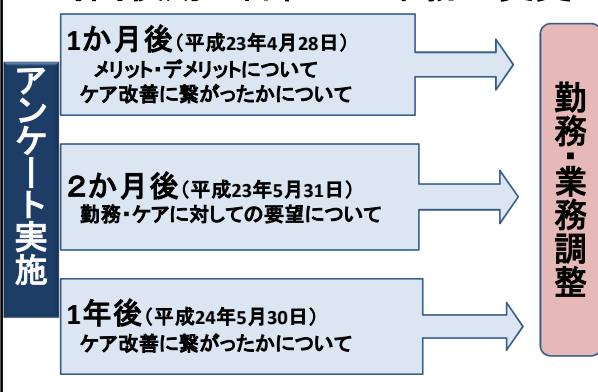 アンケート実施
1か月後(平成23年4月28日)
メリット・デメリットについて
ケア改善に繋がったかについて
２か月後(平成23年5月31日)
勤務・ケアに対しての要望について
1年後(平成24年5月30日)
ケア改善に繋がったかについて
勤務・業務調整